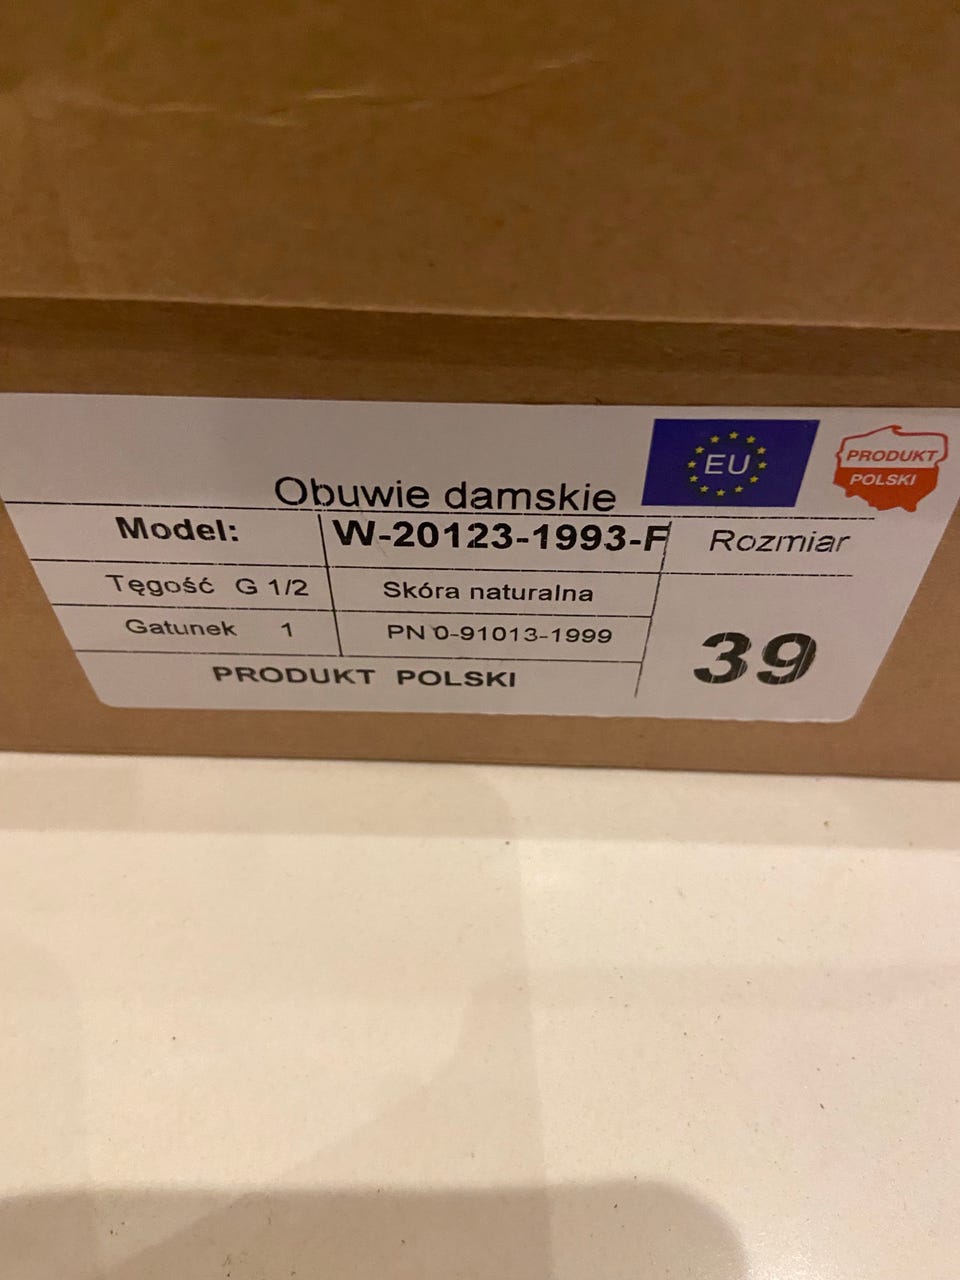 EU
PRODUKT
POLSKI
Obuwie damskie
Model: W-20123-1993-F Rozmiar
Tęgość G 1/2 Skóra naturalna
Gatunek 1 PN 0-91013-1999
39
PRODUKT POLSKI